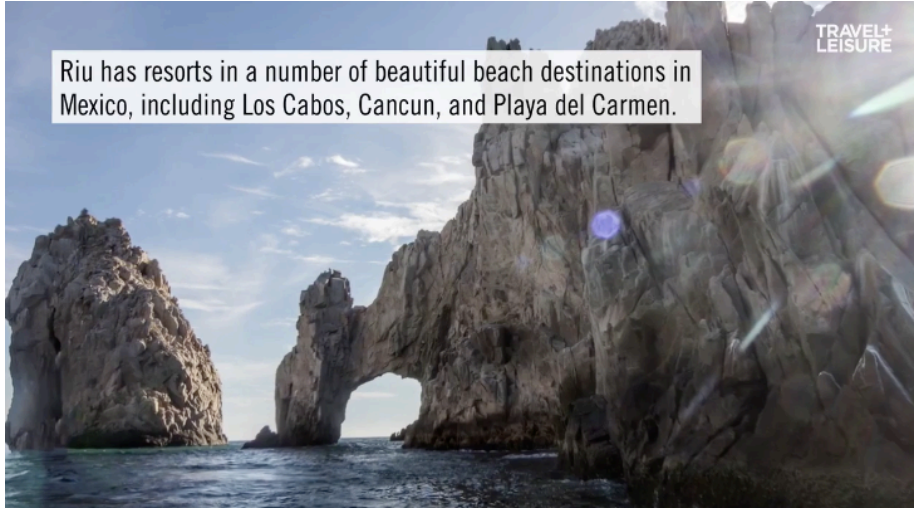 TRAVEL+
LEISURE
Riu has resorts in a number of beautiful beach destinations in
Mexico, including Los Cabos, Cancun, and Playa del Carmen.